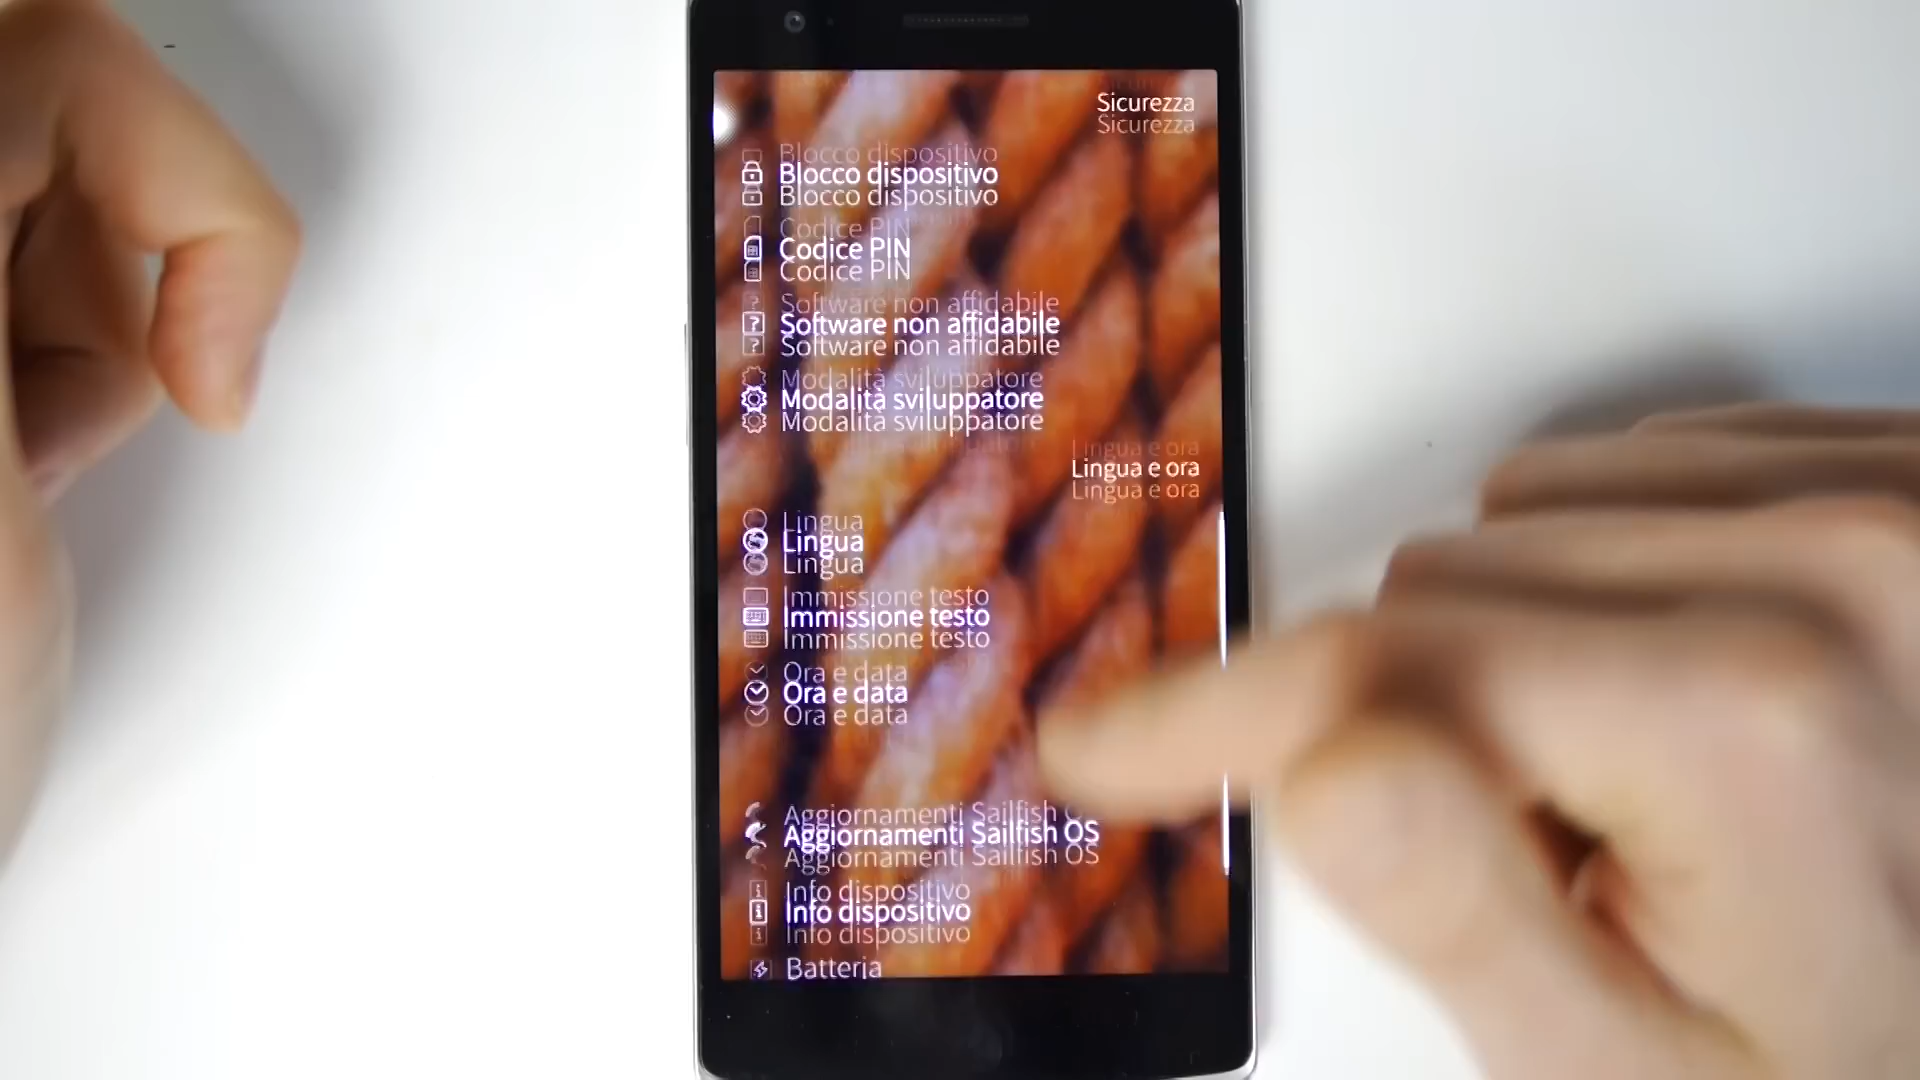 Sicurezza
Blocco dispositivo
Codice PIN
Software non affidabile
Modalità sviluppatore
Lingua e ora
Lingua
Immissione testo
Ora e data
Aggiornamenti Sailfish OS
Info dispositivo
Batteria